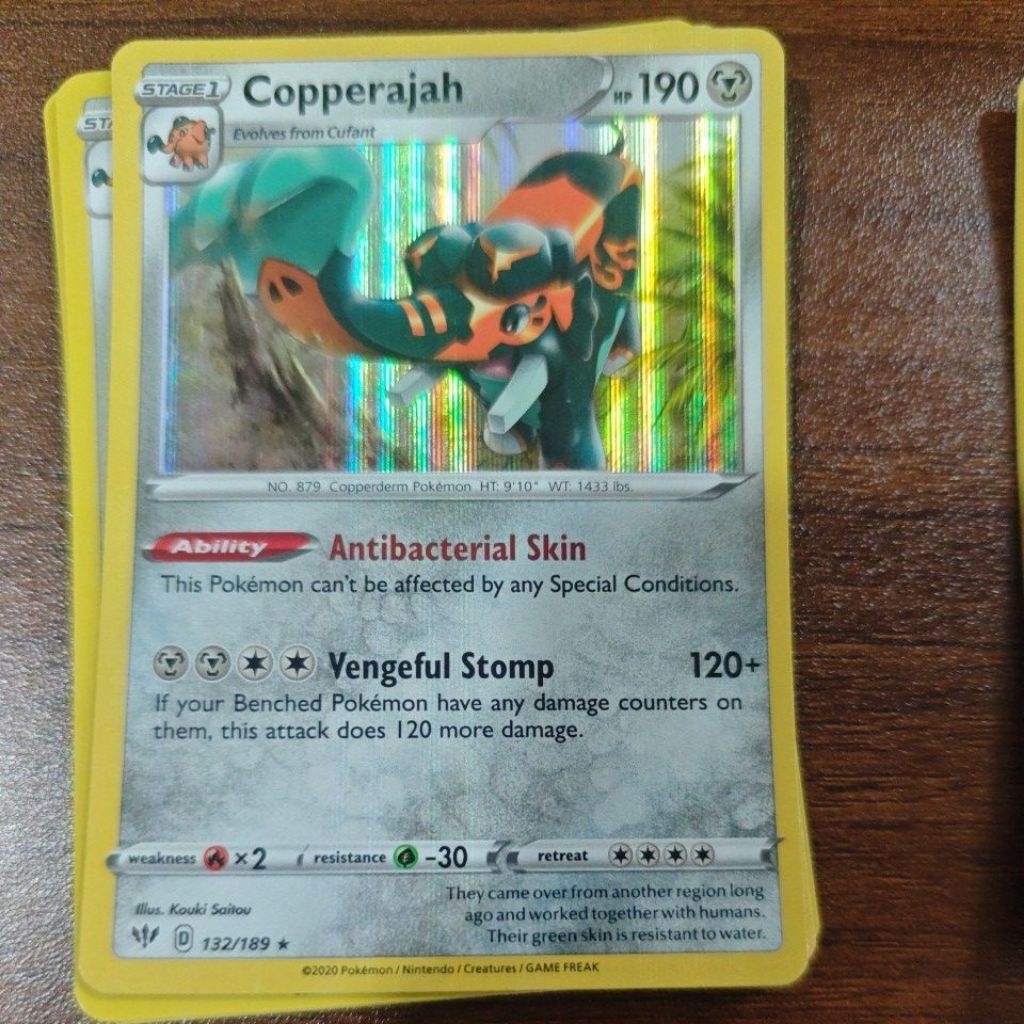 STAGE 1 Copperajah HP 190
Evolves from Cufant
STA
NO. 879 Copperderm Pokémon HT: 9'10" WT: 1433 lbs.
Ability Antibacterial Skin
This Pokémon can't be affected by any Special Conditions.
Vengeful Stomp 120+
If your Benched Pokémon have any damage counters on
them, this attack does 120 more damage.
weakness ×2 resistance -30 retreat
They came over from another region long
ago and worked together with humans.
Their green skin is resistant to water.
Illus. Kouki Saitou
D 132/189 ★
©2020 Pokémon / Nintendo / Creatures / GAME FREAK